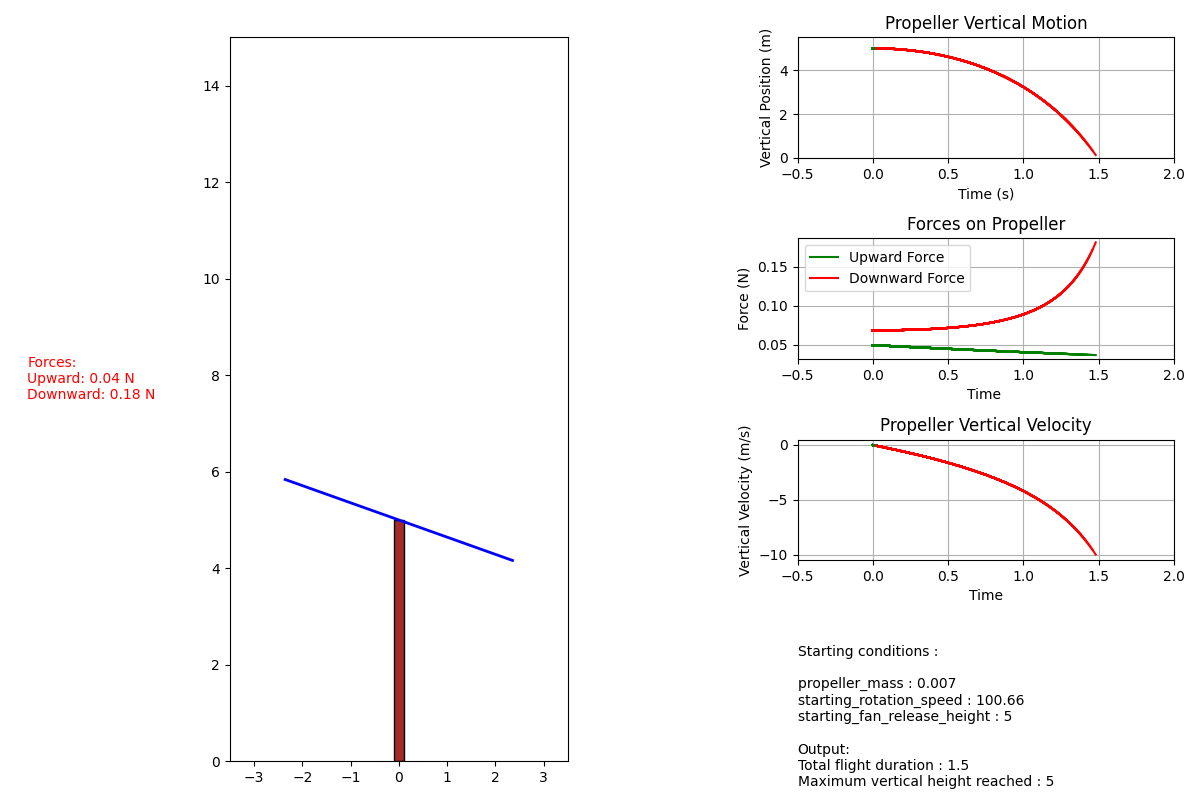 14
12
10
8
6
4
2
0
−3
−2
−1
0
1
2
3
Forces:
Upward: 0.04 N
Downward: 0.18 N
Propeller Vertical Motion
Vertical Position (m)
4
2
0
−0.5
0.0
0.5
1.0
1.5
2.0
Time (s)
Forces on Propeller
Force (N)
0.15
0.10
0.05
Upward Force
Downward Force
−0.5
0.0
0.5
1.0
1.5
2.0
Time
Propeller Vertical Velocity
Vertical Velocity (m/s)
0
−5
−10
−0.5
0.0
0.5
1.0
1.5
2.0
Time
Starting conditions :
propeller_mass : 0.007
starting_rotation_speed : 100.66
starting_fan_release_height : 5
Output:
Total flight duration : 1.5
Maximum vertical height reached : 5